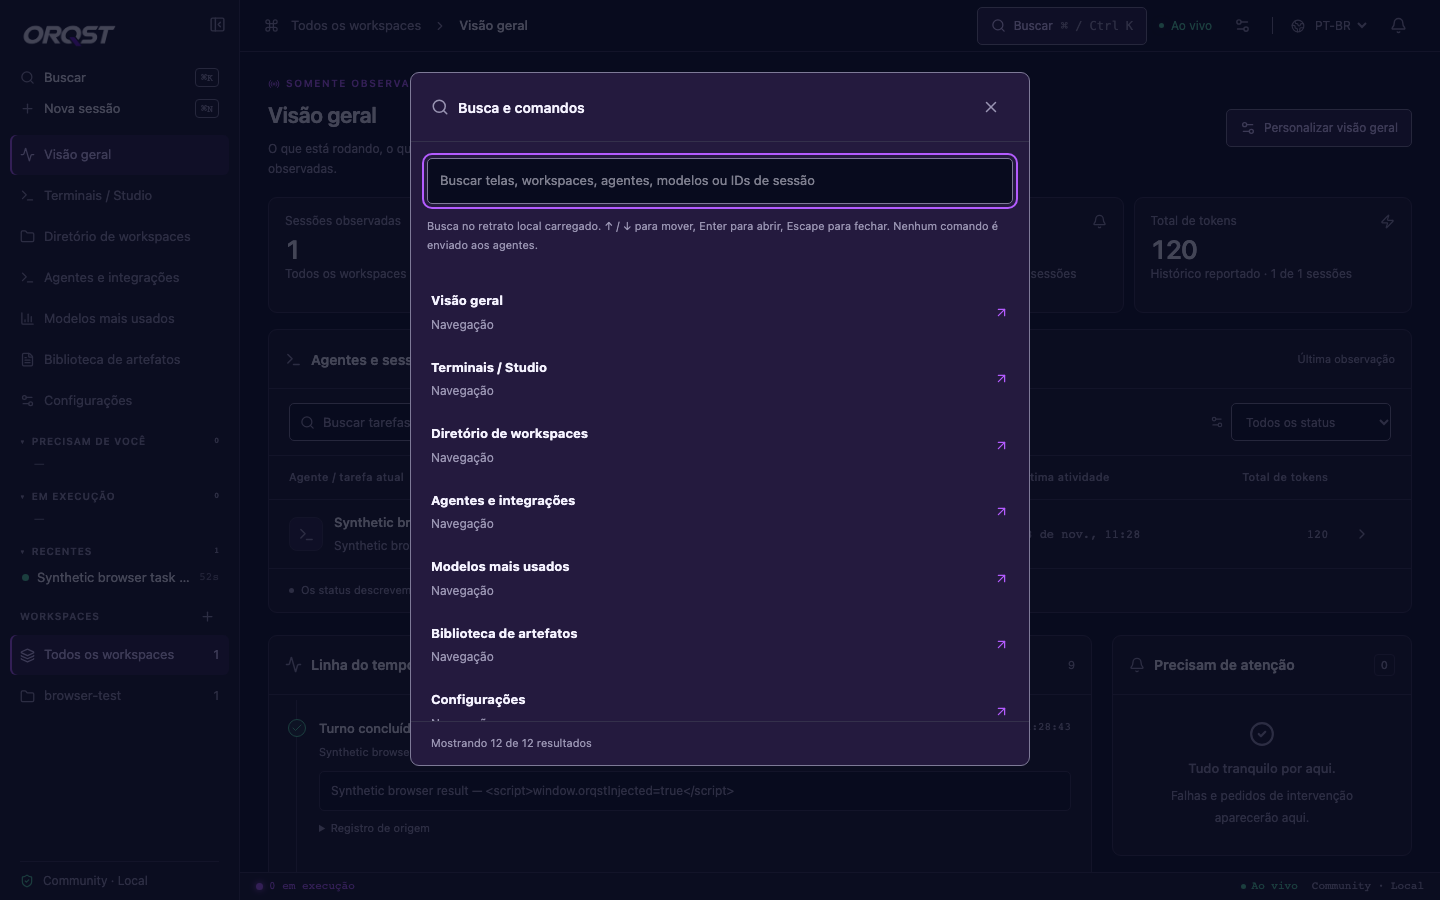 ORQST
Buscar
⌘K
Nova sessão
⌘N
Visão geral
Terminais / Studio
Diretório de workspaces
Agentes e integrações
Modelos mais usados
Biblioteca de artefatos
Configurações
PRECISAM DE VOCÊ 0
—
EM EXECUÇÃO 0
—
RECENTES 1
Synthetic browser task ... 52s
WORKSPACES
Todos os workspaces 1
browser-test 1
Community · Local
Todos os workspaces > Visão geral
Buscar ⌘ / Ctrl K
Ao vivo
PT-BR
SOMENTE OBSERVA
Visão geral
O que está rodando, o qu
observadas.
Personalizar visão geral
Sessões observadas
1
Todos os workspaces
sessões
Total de tokens
120
Histórico reportado · 1 de 1 sessões
Agentes e sess
Última observação
Buscar tarefas
Todos os status
Agente / tarefa atual
tima atividade
Total de tokens
Synthetic br
Synthetic bro
de nov., 11:28
120
Os status descrevem
Busca e comandos
Buscar telas, workspaces, agentes, modelos ou IDs de sessão
Busca no retrato local carregado. ↑ / ↓ para mover, Enter para abrir, Escape para fechar. Nenhum comando é
enviado aos agentes.
Visão geral
Navegação
Terminais / Studio
Navegação
Diretório de workspaces
Navegação
Agentes e integrações
Navegação
Modelos mais usados
Navegação
Biblioteca de artefatos
Navegação
Configurações
Mostrando 12 de 12 resultados
Linha do tempo
9
Turno concluíd
:28:43
Synthetic browse
Synthetic browser result — <script>window.orqstInjected=true</script>
Registro de origem
Precisam de atenção 0
Tudo tranquilo por aqui.
Falhas e pedidos de intervenção
aparecerão aqui.
0 em execução
Ao vivo Community · Local